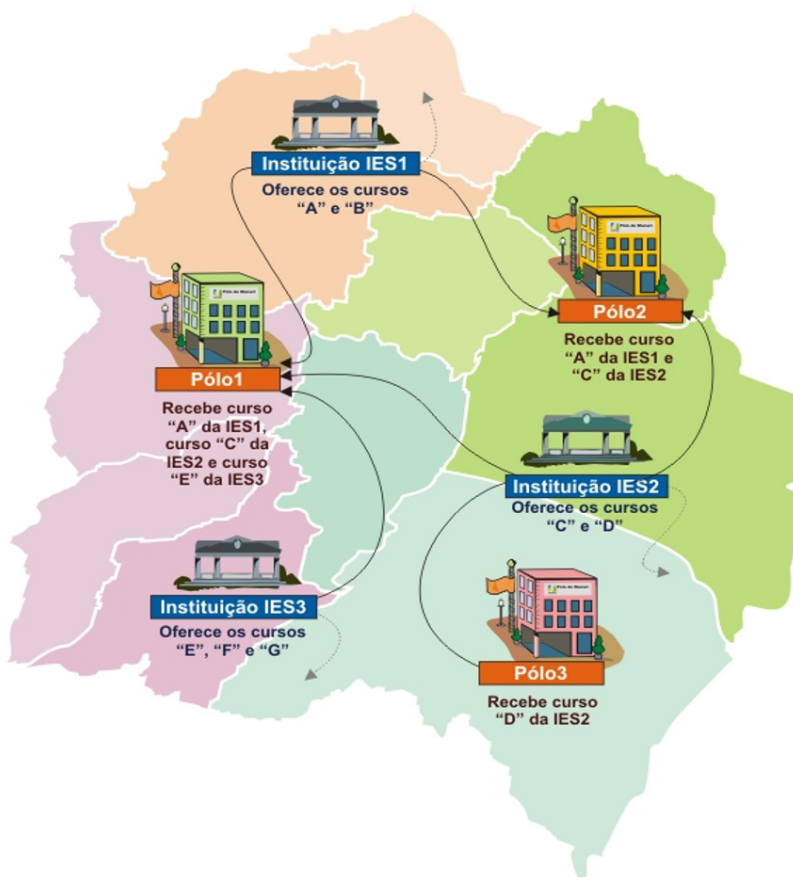 Instituição IES1
Oferece os cursos
“A” e “B”
Pólo2
Recebe curso
“A” da IES1 e
“C” da IES2
Pólo1
Recebe curso
“A” da IES1,
curso “C” da
IES2 e curso
“E” da IES3
Instituição IES2
Oferece os cursos
“C” e “D”
Instituição IES3
Oferece os cursos
“E”, “F” e “G”
Pólo3
Recebe curso
“D” da IES2